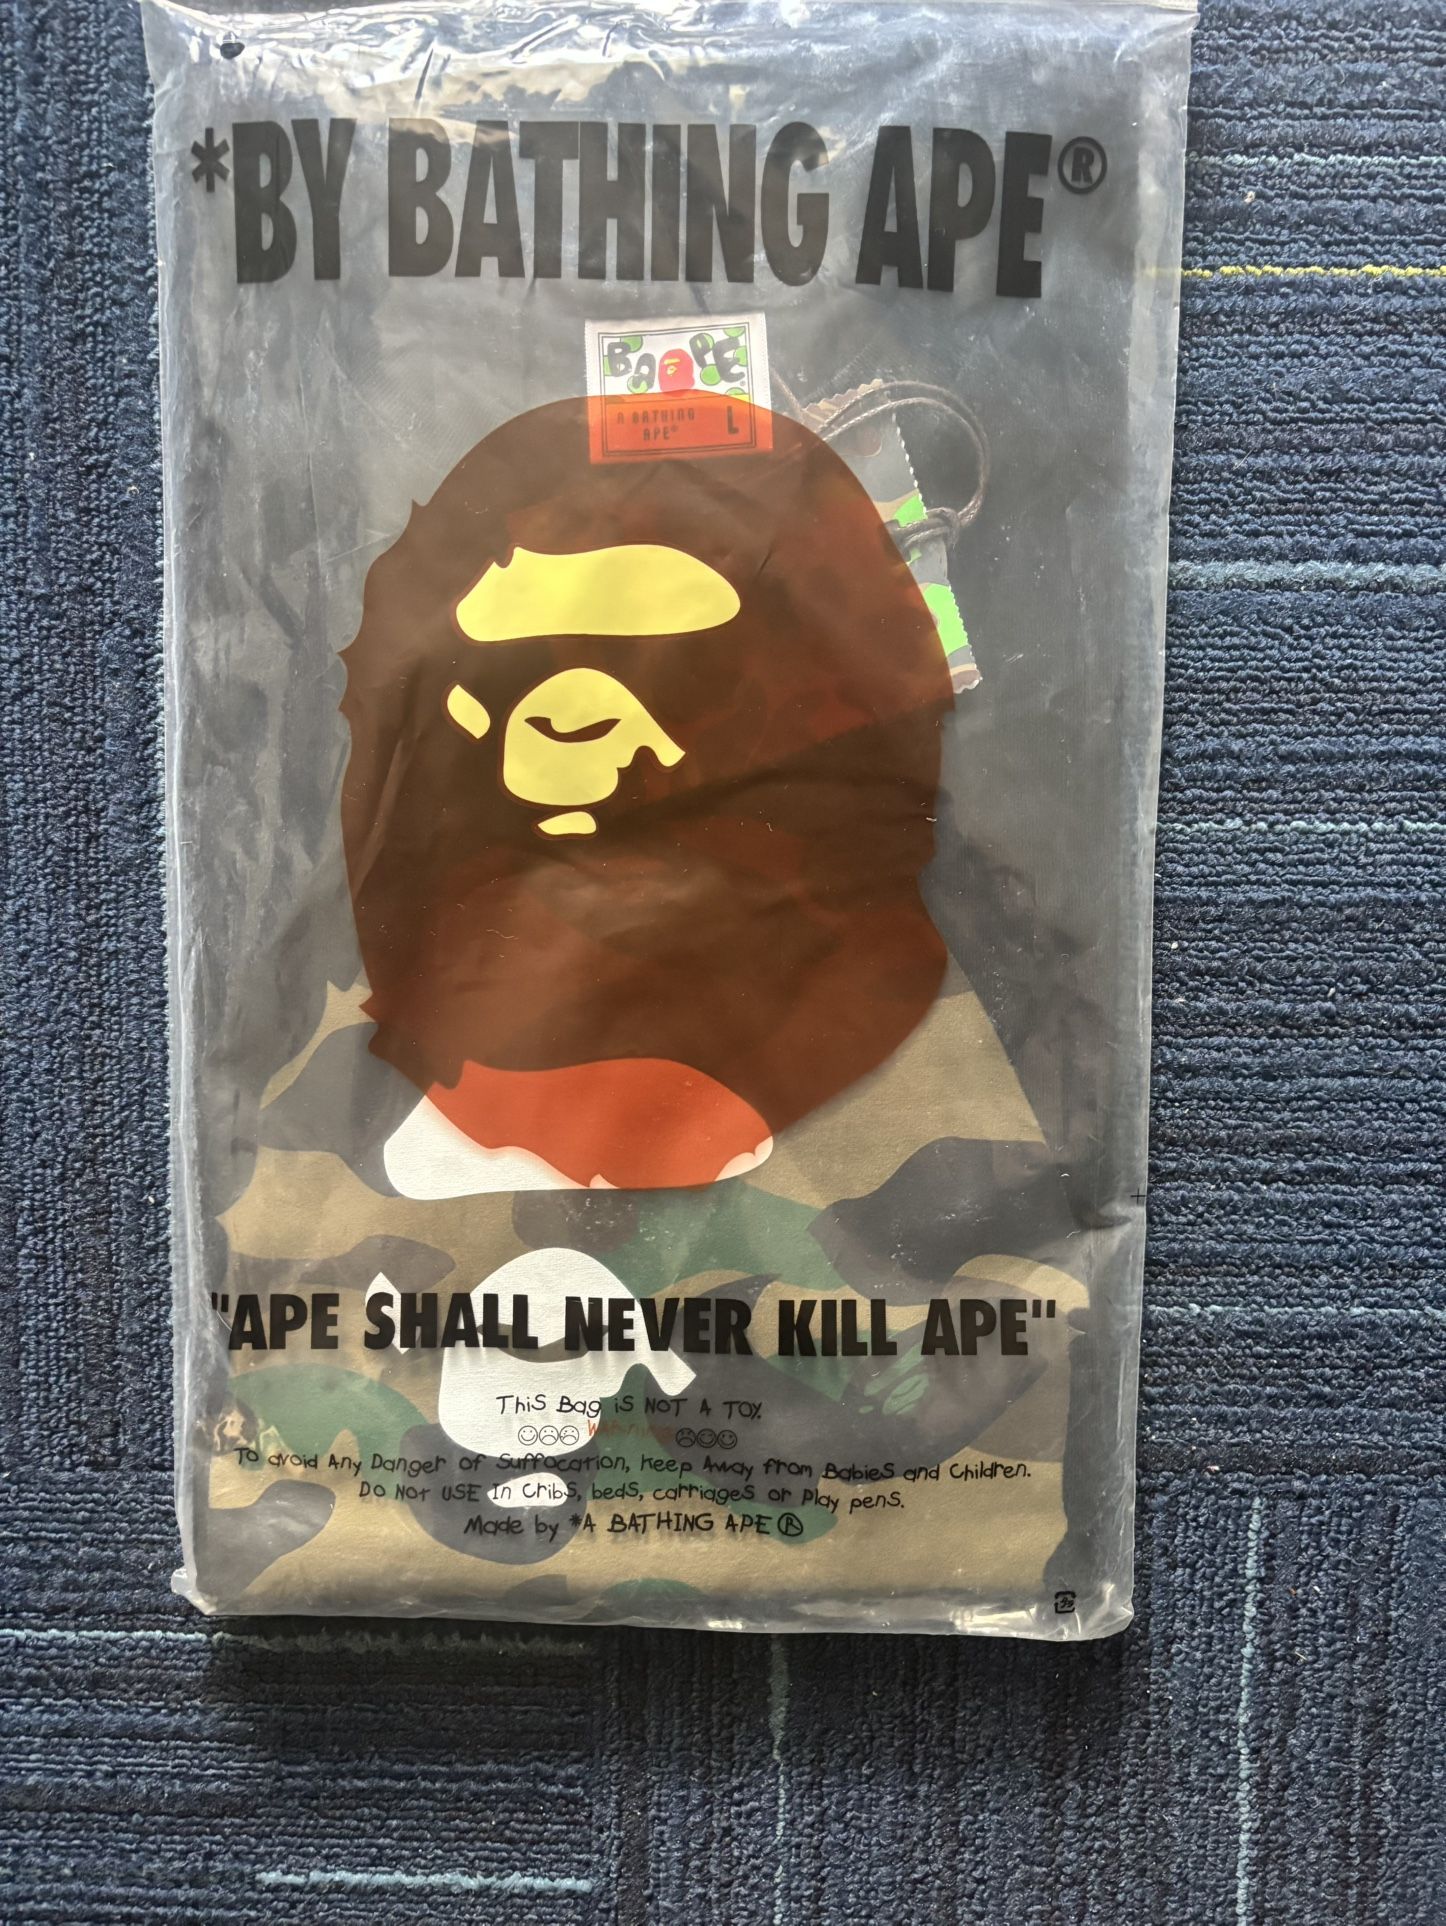 *BY BATHING APE®
BAPE®
A BATHING L
APE®
"APE SHALL NEVER KILL APE"
THiS Bag iS NOT A TOY.
WARNING
To avoid Any Danger of Suffocation, Keep Away from Babies and Children.
DO NOT USE In CribS, beds, carriageS or Play penS.
Made by *A BATHING APE®